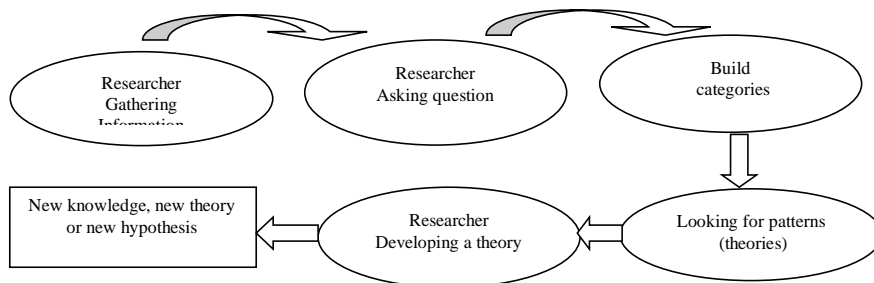 Researcher
Gathering
Information
Researcher
Asking question
Build
categories
Looking for patterns
(theories)
Researcher
Developing a theory
New knowledge, new theory
or new hypothesis